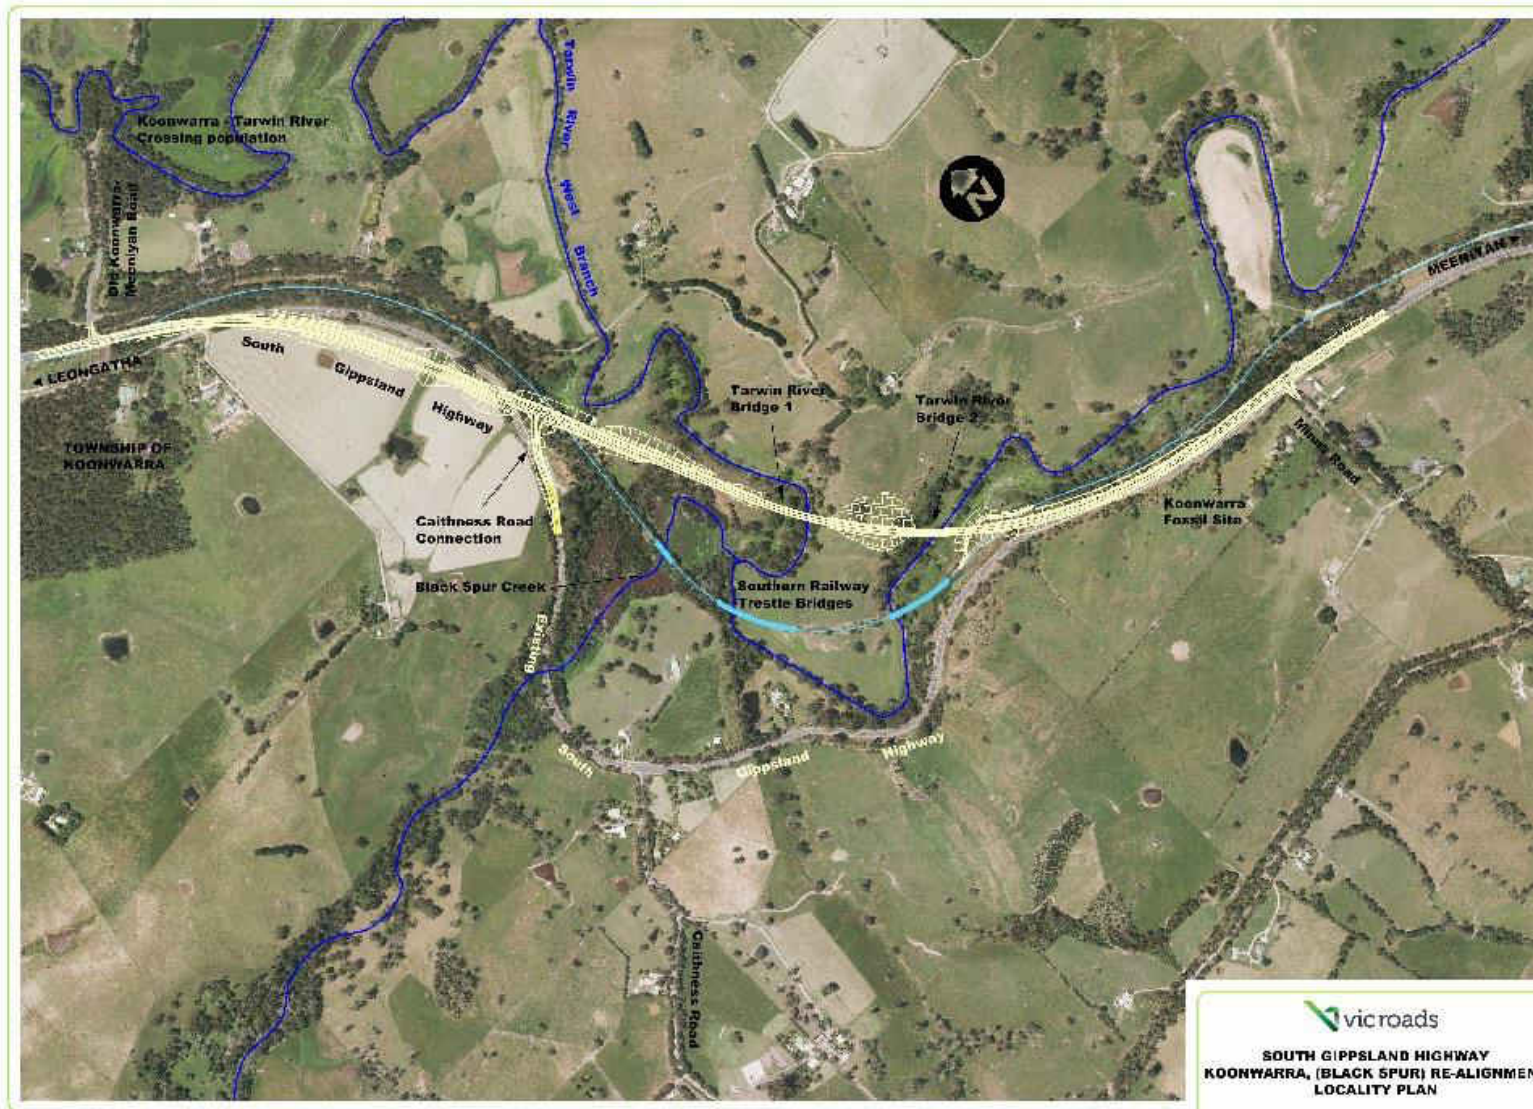 Koonwarra - Tarwin River
Crossing population
Old Koonwarra-
Meeniyan Road
Tarwin River West Branch
N
MEENIYAN
LEONGATHA
South Gippsland Highway
TOWNSHIP OF
KOONWARRA
Tarwin River
Bridge 1
Tarwin River
Bridge 2
Minns Road
Koonwarra
Fossil Site
Caithness Road
Connection
Black Spur Creek
Southern Railway
Trestle Bridges
Existing
South Gippsland Highway
Caithness Road
vicroads
SOUTH GIPPSLAND HIGHWAY
KOONWARRA, (BLACK SPUR) RE-ALIGNMEN
LOCALITY PLAN